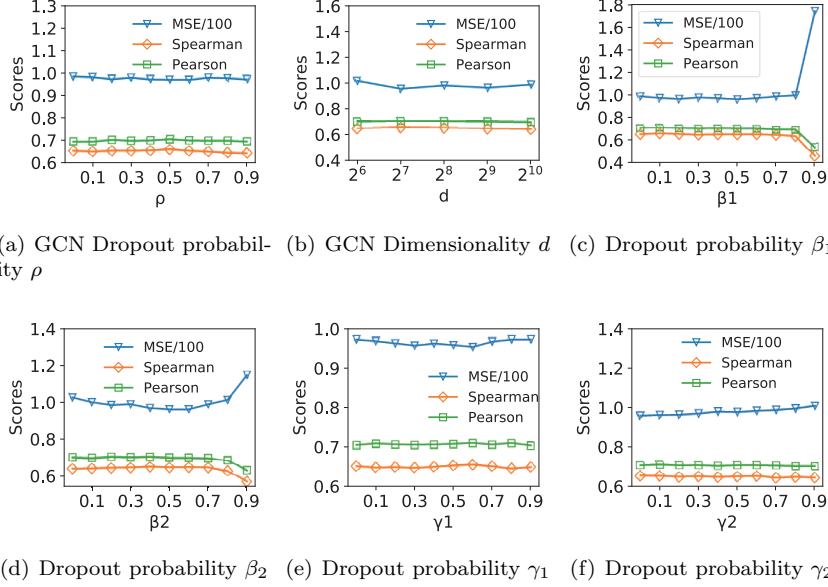 1.3
1.2
1.1
1.0
0.9
0.8
0.7
0.6
Scores
MSE/100
Spearman
Pearson
0.1 0.3 0.5 0.7 0.9
ρ
1.6
1.4
1.2
1.0
0.8
0.6
0.4
Scores
MSE/100
Spearman
Pearson
2^6 2^7 2^8 2^9 2^10
d
1.8
1.6
1.4
1.2
1.0
0.8
0.6
0.4
Scores
MSE/100
Spearman
Pearson
0.1 0.3 0.5 0.7 0.9
β1
(a) GCN Dropout probabil-
ity ρ
(b) GCN Dimensionality d
(c) Dropout probability β₁
1.4
1.2
1.0
0.8
0.6
Scores
MSE/100
Spearman
Pearson
0.1 0.3 0.5 0.7 0.9
β2
1.0
0.9
0.8
0.7
0.6
Scores
MSE/100
Spearman
Pearson
0.1 0.3 0.5 0.7 0.9
γ1
1.4
1.2
1.0
0.8
0.6
Scores
MSE/100
Spearman
Pearson
0.1 0.3 0.5 0.7 0.9
γ2
(d) Dropout probability β₂
(e) Dropout probability γ₁
(f) Dropout probability γ₂